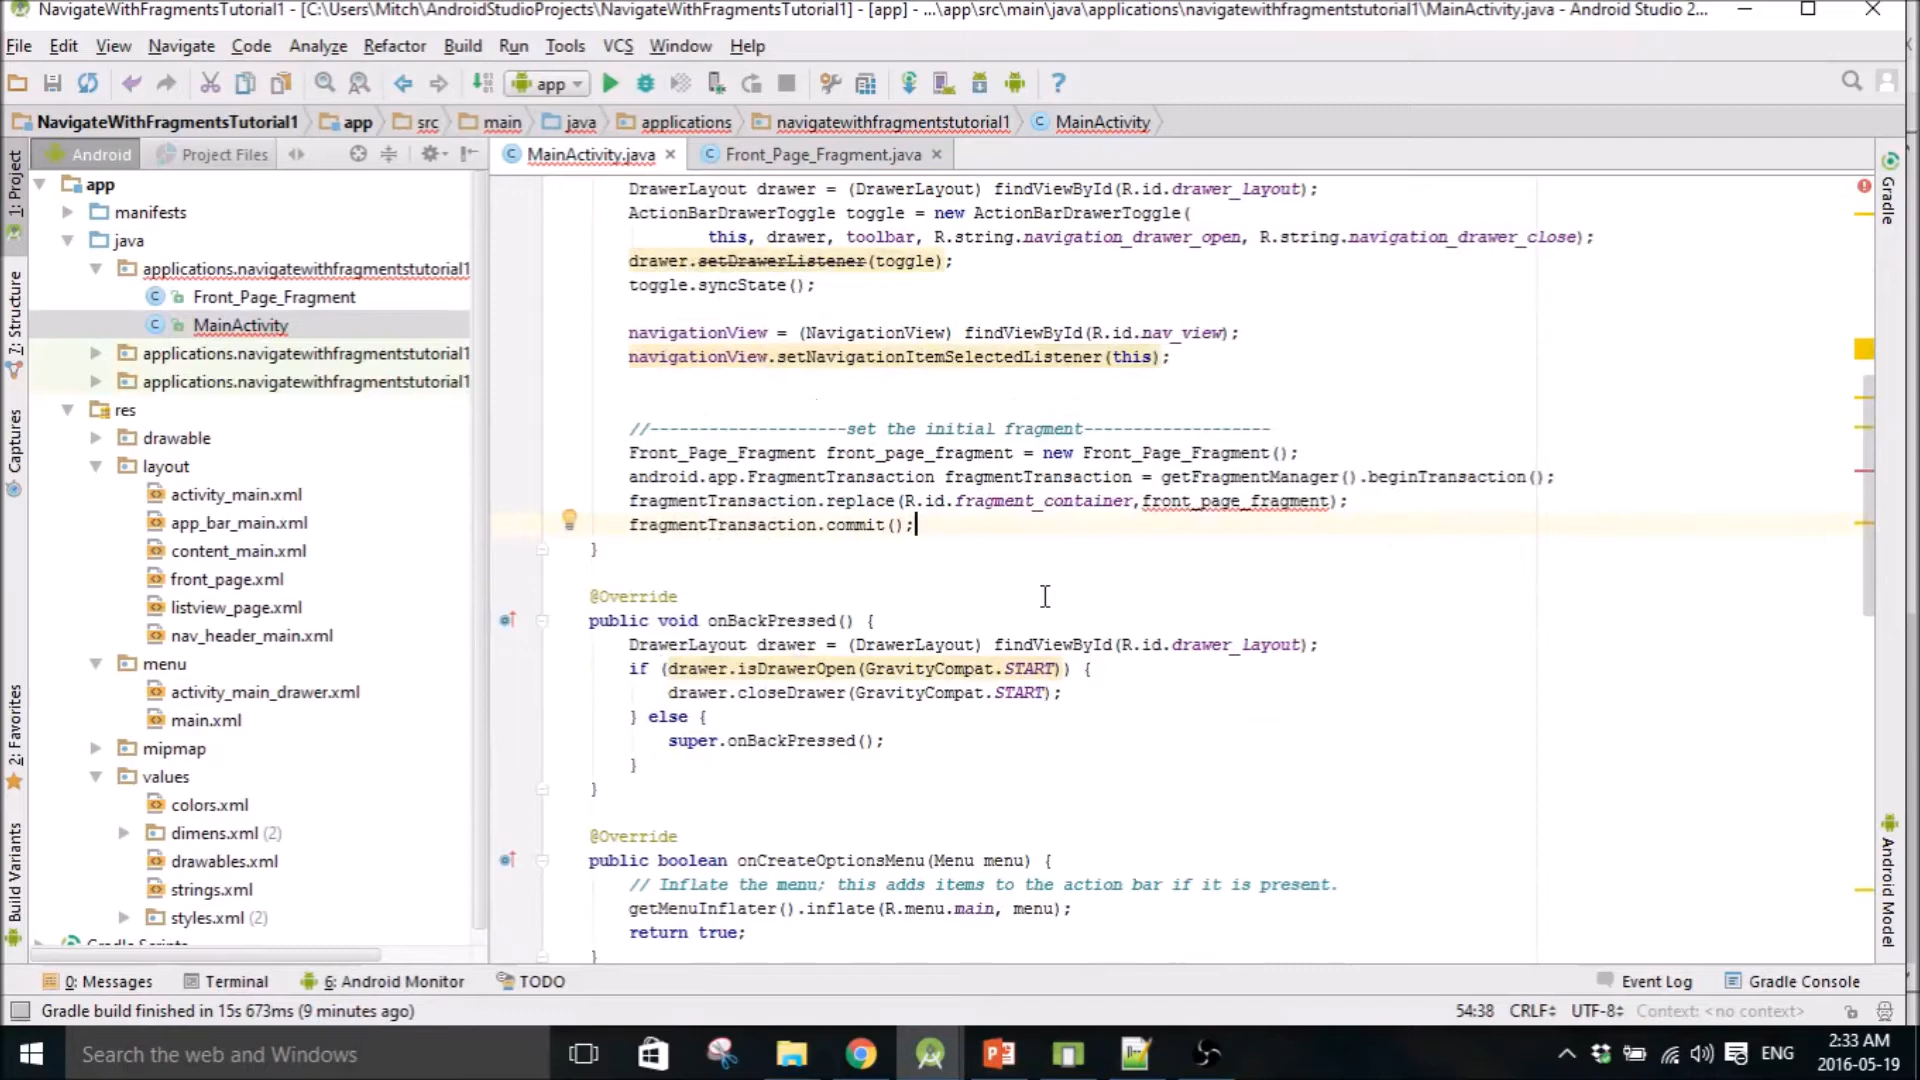 NavigateWithFragmentsTutorial1 - [C:\Users\Mitch\AndroidStudioProjects\NavigateWithFragmentsTutorial1] - [app] - ...\app\src\main\java\applications\navigatewithfragmentstutorial1\MainActivity.java - Android Studio 2...
File Edit View Navigate Code Analyze Refactor Build Run Tools VCS Window Help
app
NavigateWithFragmentsTutorial1 app src main java applications navigatewithfragmentstutorial1 MainActivity
Android Project Files MainActivity.java Front_Page_Fragment.java
1: Project
7: Structure
Captures
2: Favorites
Build Variants
app
manifests
java
applications.navigatewithfragmentstutorial1
Front_Page_Fragment
MainActivity
applications.navigatewithfragmentstutorial1
applications.navigatewithfragmentstutorial1
res
drawable
layout
activity_main.xml
app_bar_main.xml
content_main.xml
front_page.xml
listview_page.xml
nav_header_main.xml
menu
activity_main_drawer.xml
main.xml
mipmap
values
colors.xml
dimens.xml (2)
drawables.xml
strings.xml
styles.xml (2)
Gradle Scripts
DrawerLayout drawer = (DrawerLayout) findViewById(R.id.drawer_layout);
ActionBarDrawerToggle toggle = new ActionBarDrawerToggle(
this, drawer, toolbar, R.string.navigation_drawer_open, R.string.navigation_drawer_close);
drawer.setDrawerListener(toggle);
toggle.syncState();
navigationView = (NavigationView) findViewById(R.id.nav_view);
navigationView.setNavigationItemSelectedListener(this);
//--------------------set the initial fragment-------------------
Front_Page_Fragment front_page_fragment = new Front_Page_Fragment();
android.app.FragmentTransaction fragmentTransaction = getFragmentManager().beginTransaction();
fragmentTransaction.replace(R.id.fragment_container,front_page_fragment);
fragmentTransaction.commit();
}
@Override
public void onBackPressed() {
DrawerLayout drawer = (DrawerLayout) findViewById(R.id.drawer_layout);
if (drawer.isDrawerOpen(GravityCompat.START)) {
drawer.closeDrawer(GravityCompat.START);
} else {
super.onBackPressed();
}
}
@Override
public boolean onCreateOptionsMenu(Menu menu) {
// Inflate the menu; this adds items to the action bar if it is present.
getMenuInflater().inflate(R.menu.main, menu);
return true;
}
Gradle
Android Model
0: Messages Terminal 6: Android Monitor TODO Event Log Gradle Console
Gradle build finished in 15s 673ms (9 minutes ago) 54:38 CRLF UTF-8 Context: <no context>
Search the web and Windows
ENG
2:33 AM
2016-05-19